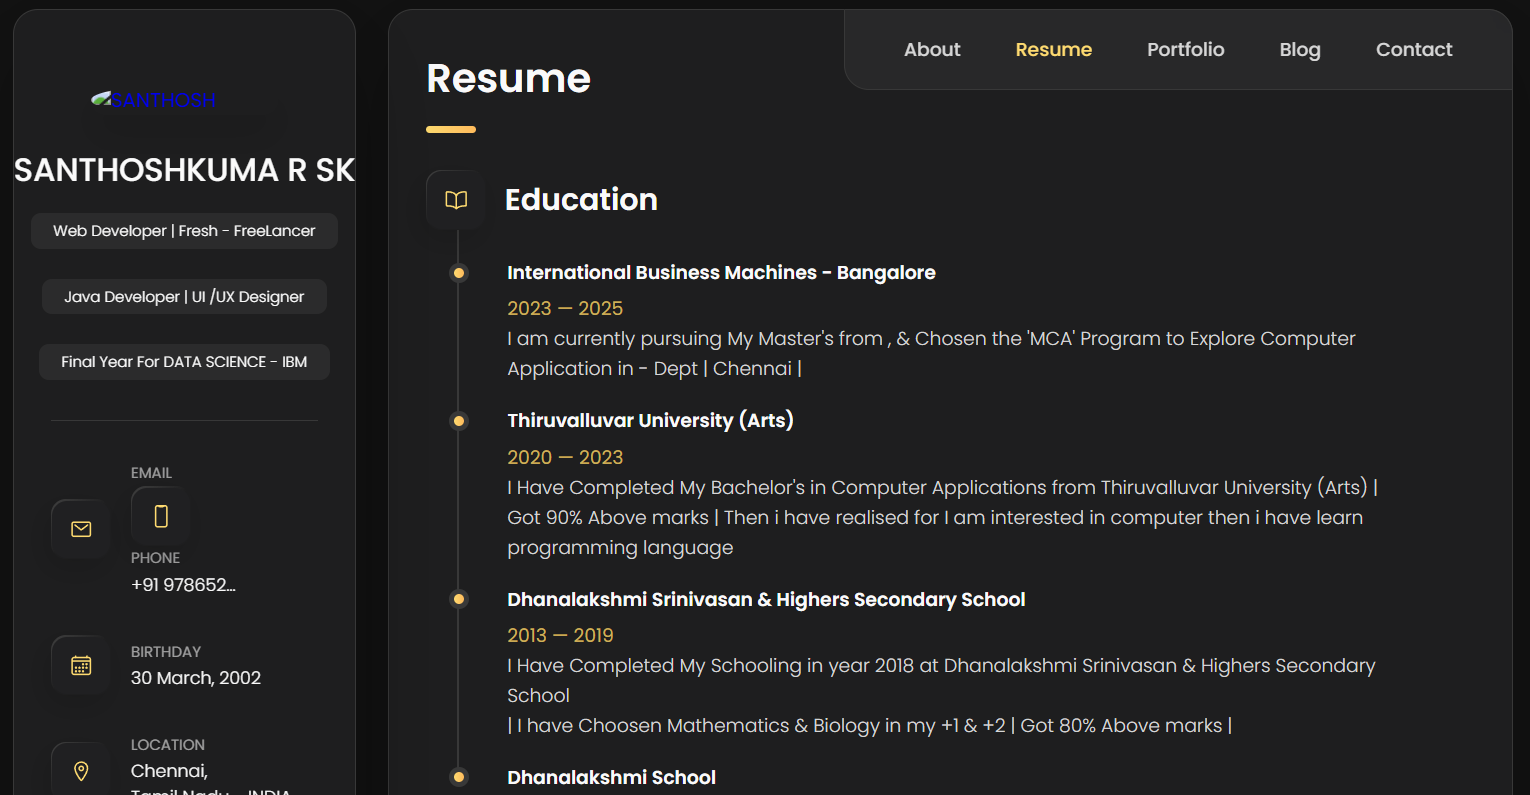 SANTHOSH
SANTHOSHKUMA R SK
Web Developer | Fresh - FreeLancer
Java Developer | UI /UX Designer
Final Year For DATA SCIENCE - IBM
EMAIL
PHONE
+91 978652...
BIRTHDAY
30 March, 2002
LOCATION
Chennai,
Tamil Nadu - INDIA
About Resume Portfolio Blog Contact
Resume
Education
International Business Machines - Bangalore
2023 — 2025
I am currently pursuing My Master's from , & Chosen the 'MCA' Program to Explore Computer
Application in - Dept | Chennai |
Thiruvalluvar University (Arts)
2020 — 2023
I Have Completed My Bachelor's in Computer Applications from Thiruvalluvar University (Arts) |
Got 90% Above marks | Then i have realised for I am interested in computer then i have learn
programming language
Dhanalakshmi Srinivasan & Highers Secondary School
2013 — 2019
I Have Completed My Schooling in year 2018 at Dhanalakshmi Srinivasan & Highers Secondary
School
| I have Choosen Mathematics & Biology in my +1 & +2 | Got 80% Above marks |
Dhanalakshmi School